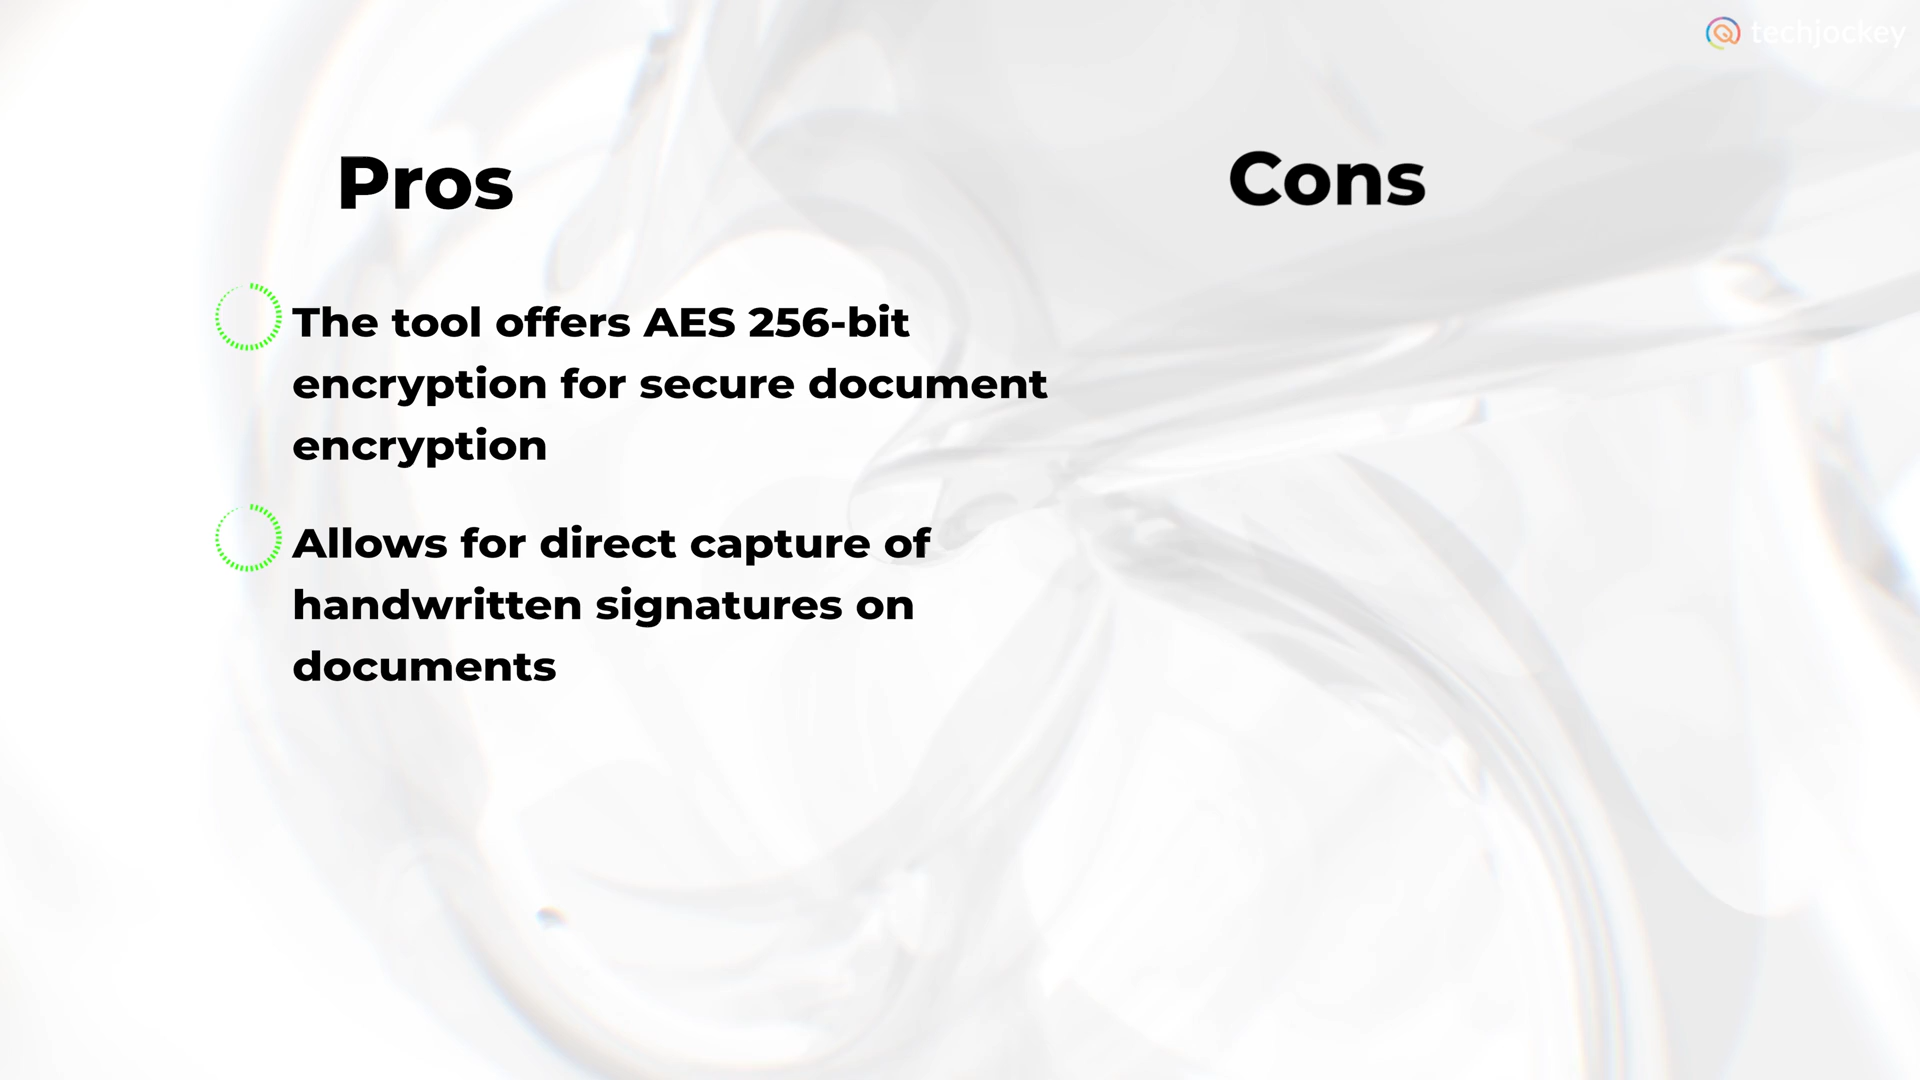 techjockey
Pros
Cons
The tool offers AES 256-bit
encryption for secure document
encryption
Allows for direct capture of
handwritten signatures on
documents